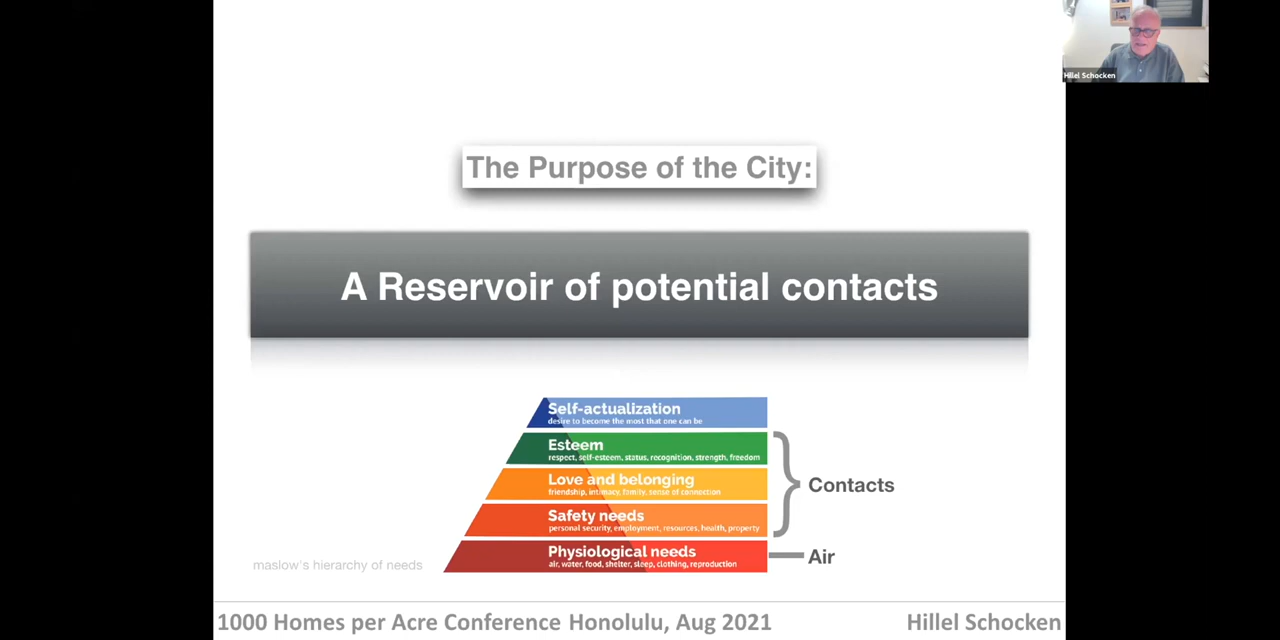 Hillel Schocken
The Purpose of the City:
A Reservoir of potential contacts
Self-actualization
desire to become the most that one can be
Esteem
respect, self-esteem, status, recognition, strength, freedom
Love and belonging
friendship, intimacy, family, sense of connection
Safety needs
personal security, employment, resources, health, property
Physiological needs
air, water, food, shelter, sleep, clothing, reproduction
Contacts
Air
maslow's hierarchy of needs
1000 Homes per Acre Conference Honolulu, Aug 2021
Hillel Schocken